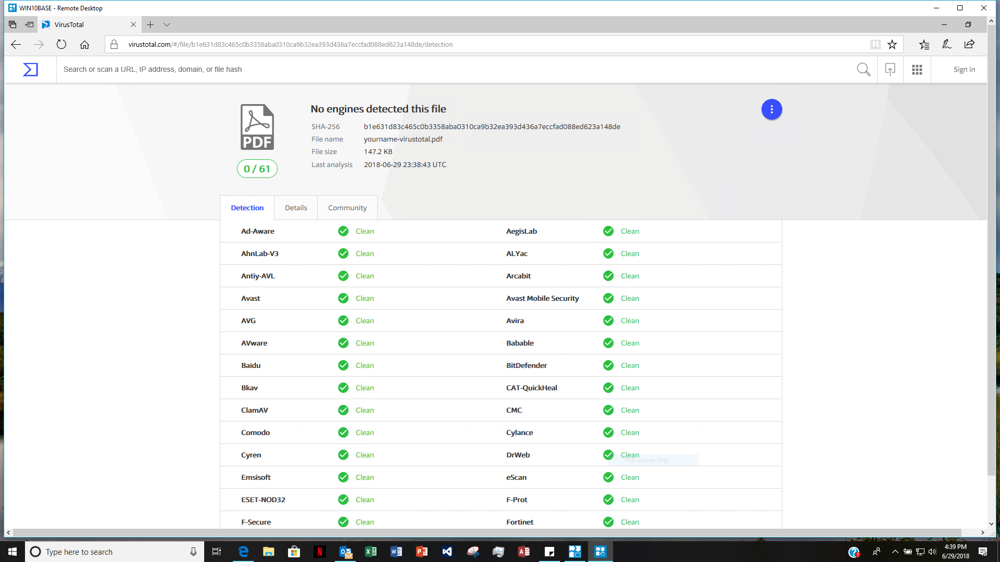 WIN10BASE - Remote Desktop
VirusTotal
virustotal.com/#/file/b1e631d83c465c0b3358aba0310ca9b32ea393d436a7eccfad088ed623a148de/detection
Search or scan a URL, IP address, domain, or file hash
Sign in
No engines detected this file
SHA-256 b1e631d83c465c0b3358aba0310ca9b32ea393d436a7eccfad088ed623a148de
File name yourname-virustotal.pdf
File size 147.2 KB
Last analysis 2018-06-29 23:38:43 UTC
PDF
0 / 61
Detection Details Community
Ad-Aware Clean AegisLab Clean
AhnLab-V3 Clean ALYac Clean
Antiy-AVL Clean Arcabit Clean
Avast Clean Avast Mobile Security Clean
AVG Clean Avira Clean
AVware Clean Babable Clean
Baidu Clean BitDefender Clean
Bkav Clean CAT-QuickHeal Clean
ClamAV Clean CMC Clean
Comodo Clean Cylance Clean
Cyren Clean DrWeb Clean
Full-screen Snip
Emsisoft Clean eScan Clean
ESET-NOD32 Clean F-Prot Clean
F-Secure Clean Fortinet Clean
Type here to search
4:39 PM
6/29/2018